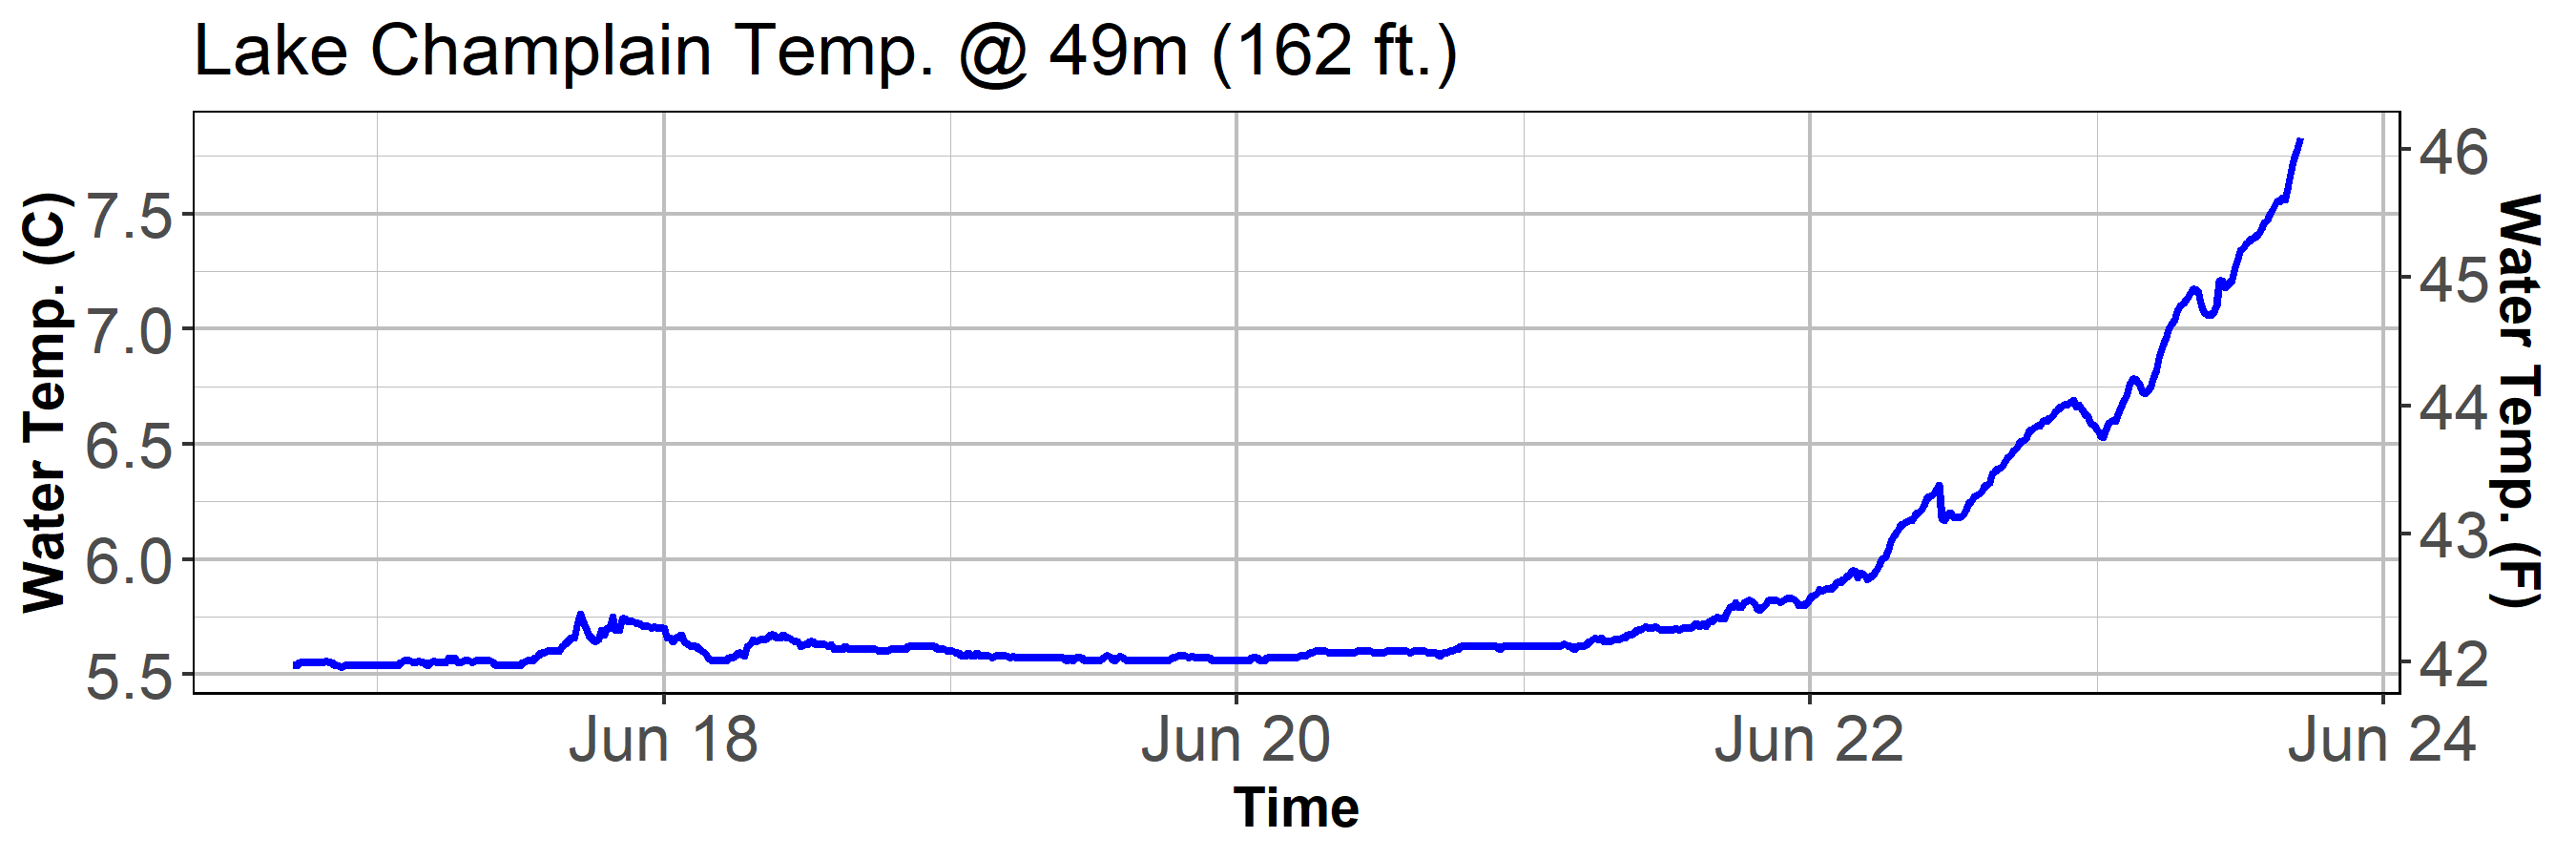 Lake Champlain Temp. @ 49m (162 ft.)
Water Temp. (C)
7.5
7.0
6.5
6.0
5.5
46
45
44
43
42
Water Temp. (F)
Jun 18 Jun 20 Jun 22 Jun 24
Time